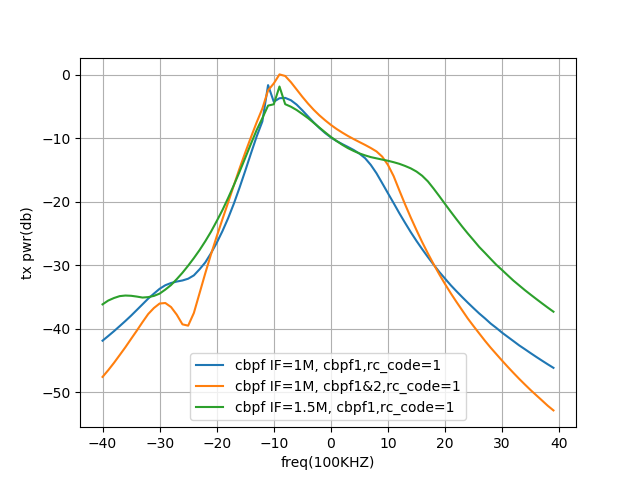 0
−10
−20
−30
−40
−50
tx pwr(db)
cbpf IF=1M, cbpf1,rc_code=1
cbpf IF=1M, cbpf1&2,rc_code=1
cbpf IF=1.5M, cbpf1,rc_code=1
−40 −30 −20 −10 0 10 20 30 40
freq(100KHZ)